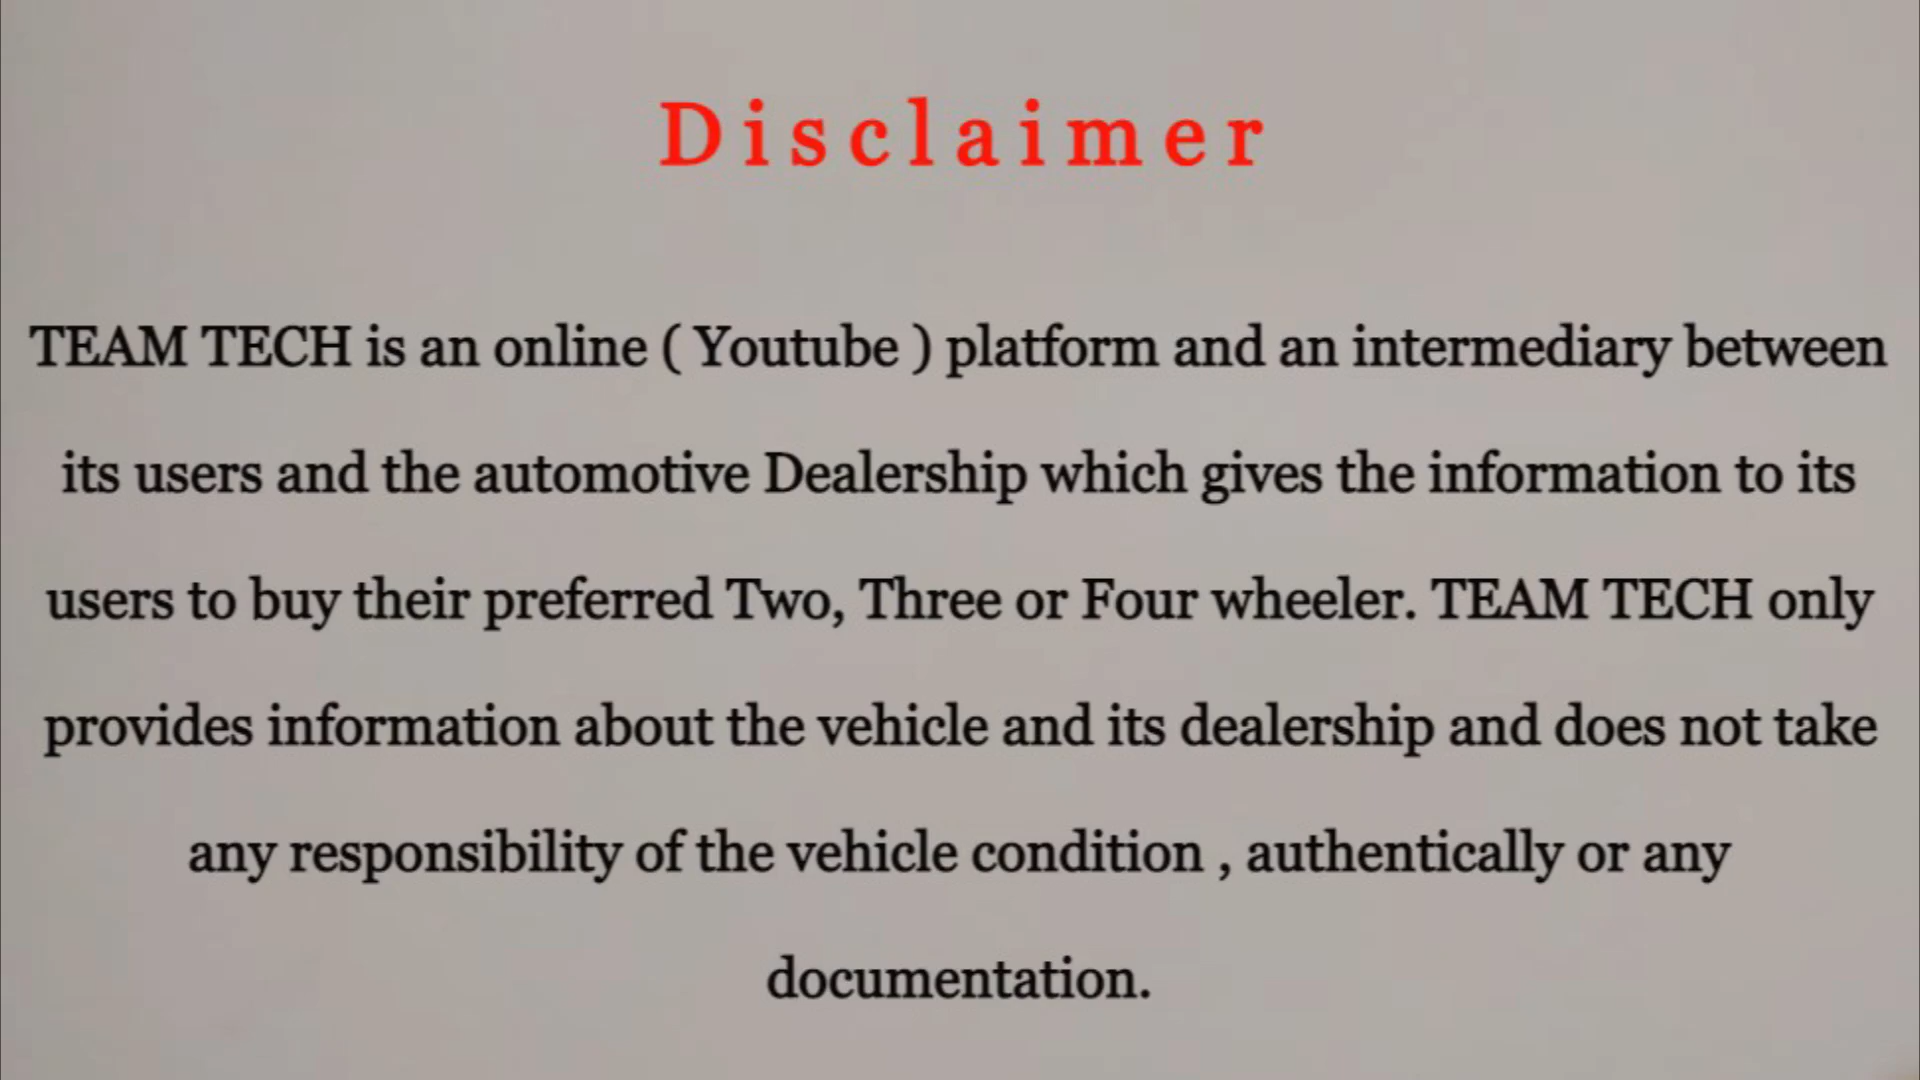 Disclaimer
TEAM TECH is an online ( Youtube ) platform and an intermediary between
its users and the automotive Dealership which gives the information to its
users to buy their preferred Two, Three or Four wheeler. TEAM TECH only
provides information about the vehicle and its dealership and does not take
any responsibility of the vehicle condition , authentically or any
documentation.